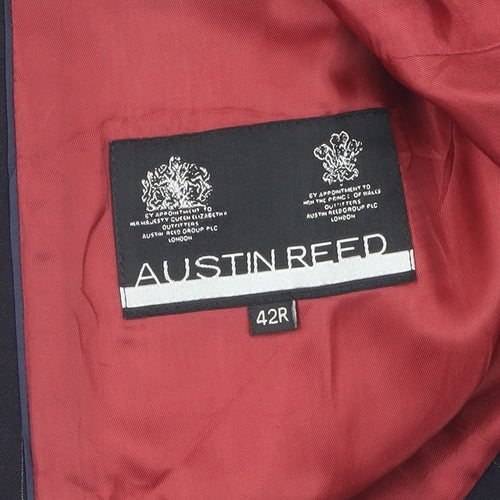 BY APPOINTMENT TO
HER MAJESTY QUEEN ELIZABETH II
OUTFITTERS
AUSTIN REED GROUP PLC
LONDON
BY APPOINTMENT TO
HRH THE PRINCE OF WALES
OUTFITTERS
AUSTIN REED GROUP PLC
LONDON
AUSTIN REED
42R